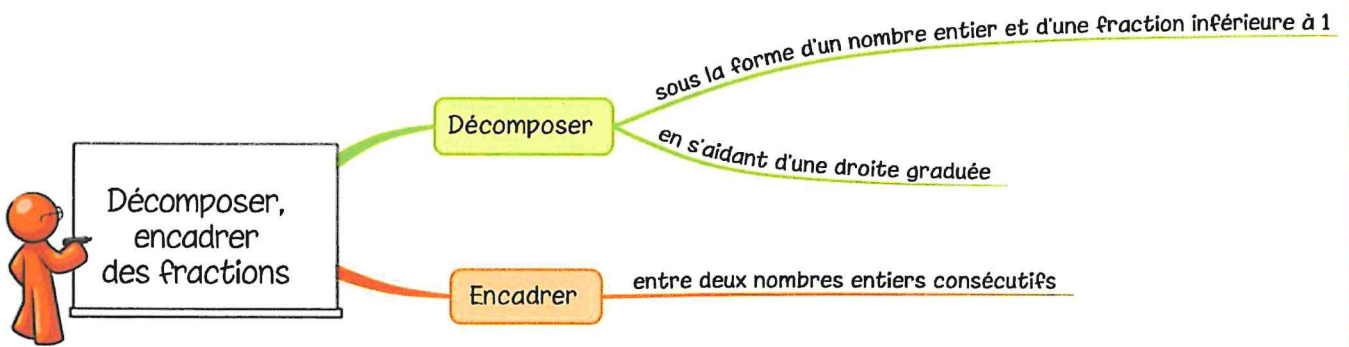 Décomposer,
encadrer
des fractions
Décomposer
sous la forme d'un nombre entier et d'une fraction inférieure à 1
en s'aidant d'une droite graduée
Encadrer
entre deux nombres entiers consécutifs